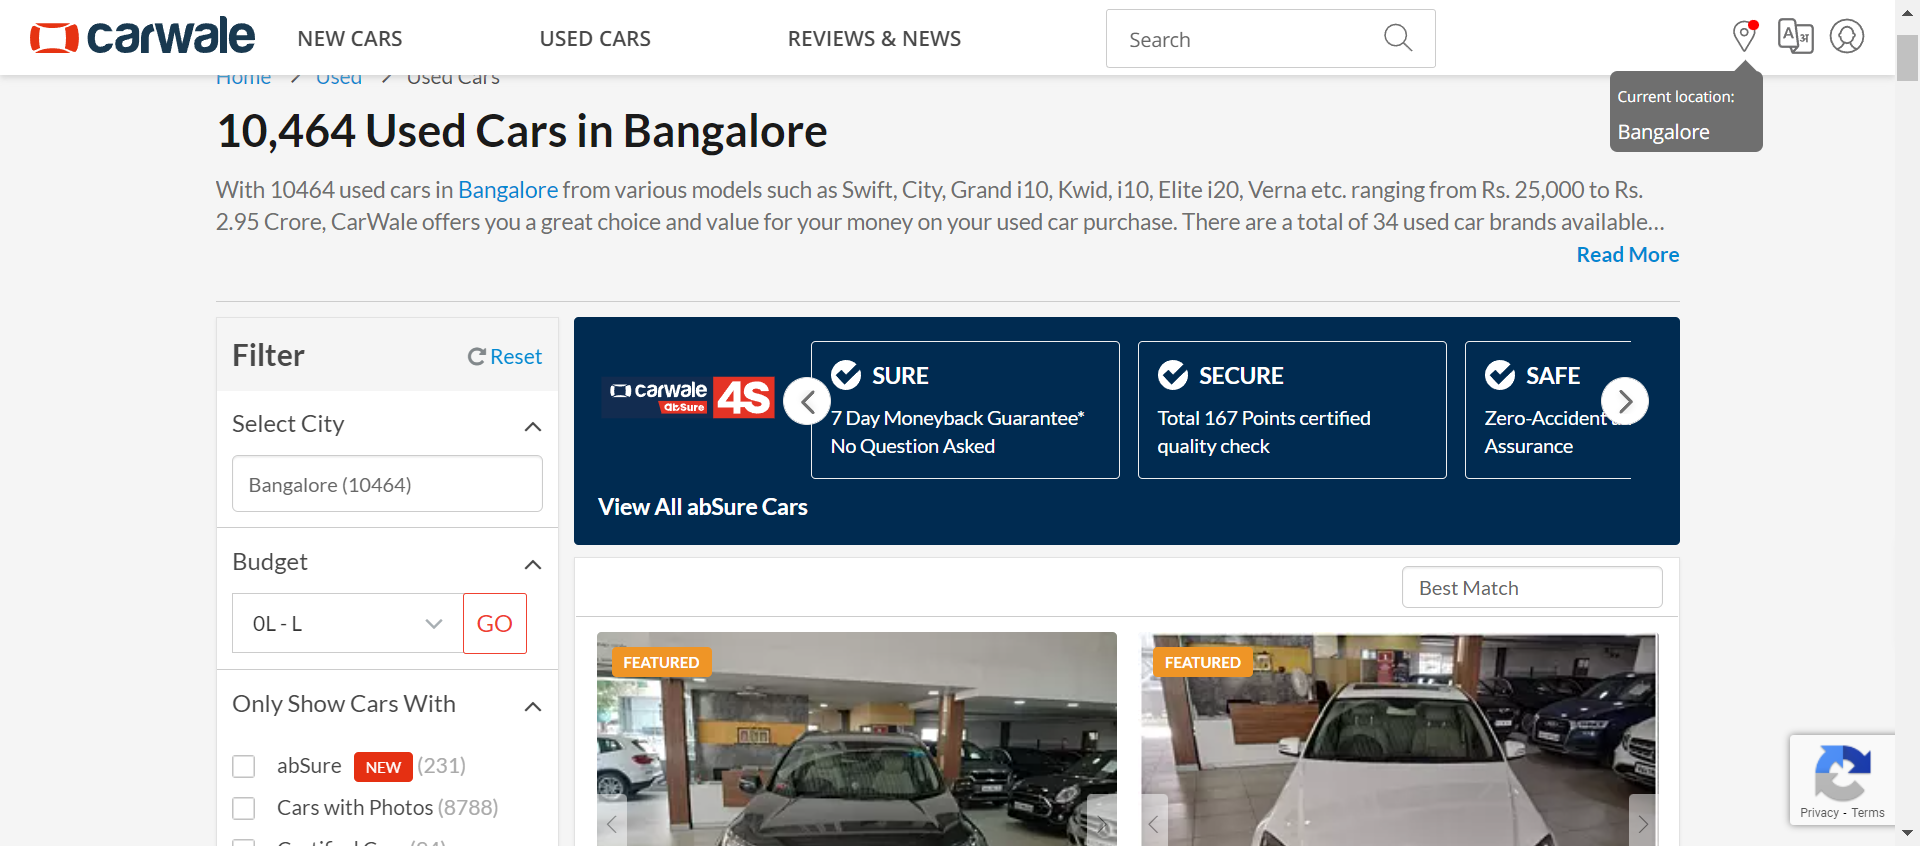 carwale
NEW CARS
USED CARS
REVIEWS & NEWS
Search
Home
Used
Used Cars
Current location:
Bangalore
10,464 Used Cars in Bangalore
With 10464 used cars in Bangalore from various models such as Swift, City, Grand i10, Kwid, i10, Elite i20, Verna etc. ranging from Rs. 25,000 to Rs.
2.95 Crore, CarWale offers you a great choice and value for your money on your used car purchase. There are a total of 34 used car brands available...
Read More
Filter
Reset
Select City
Bangalore (10464)
Budget
0L - L
GO
Only Show Cars With
abSure NEW (231)
Cars with Photos (8788)
carwale
abSure
4S
SURE
7 Day Moneyback Guarantee*
No Question Asked
SECURE
Total 167 Points certified
quality check
SAFE
Zero-Accident
Assurance
View All abSure Cars
Best Match
FEATURED
FEATURED
Privacy - Terms